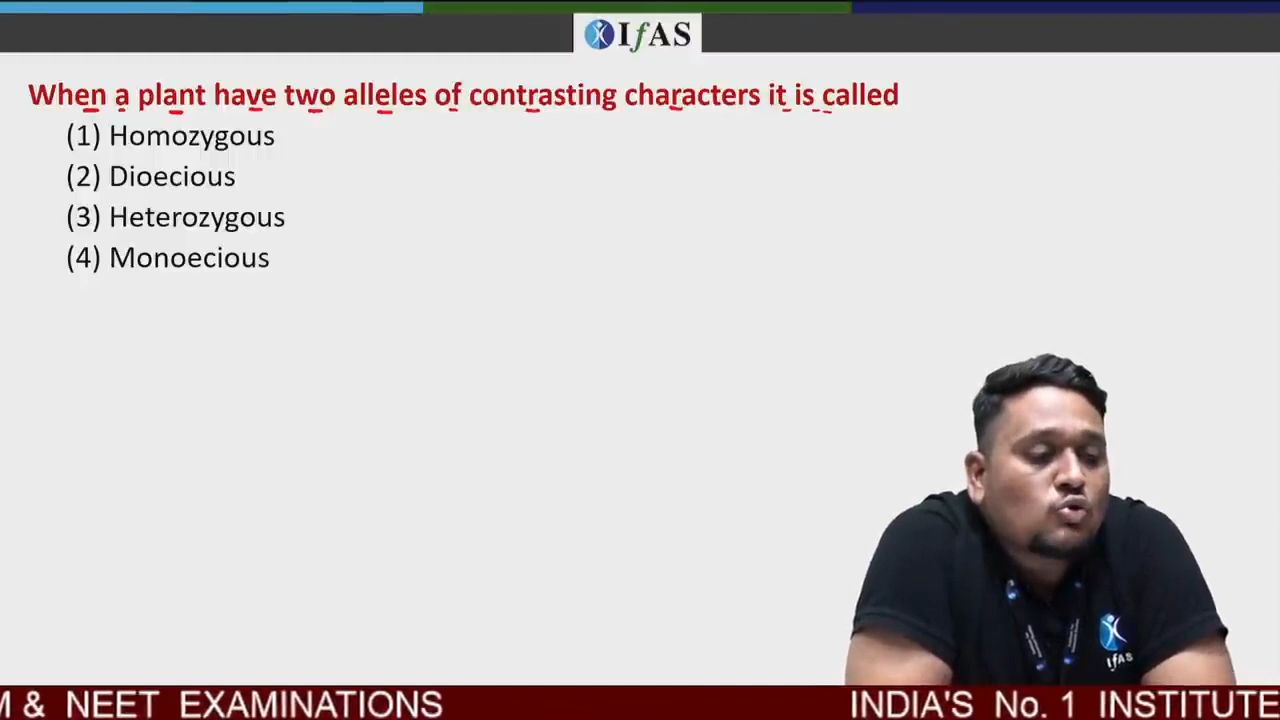 IfAS
When a plant have two alleles of contrasting characters it is called
(1) Homozygous
(2) Dioecious
(3) Heterozygous
(4) Monoecious
IfAS
M & NEET EXAMINATIONS INDIA'S No. 1 INSTITUTE